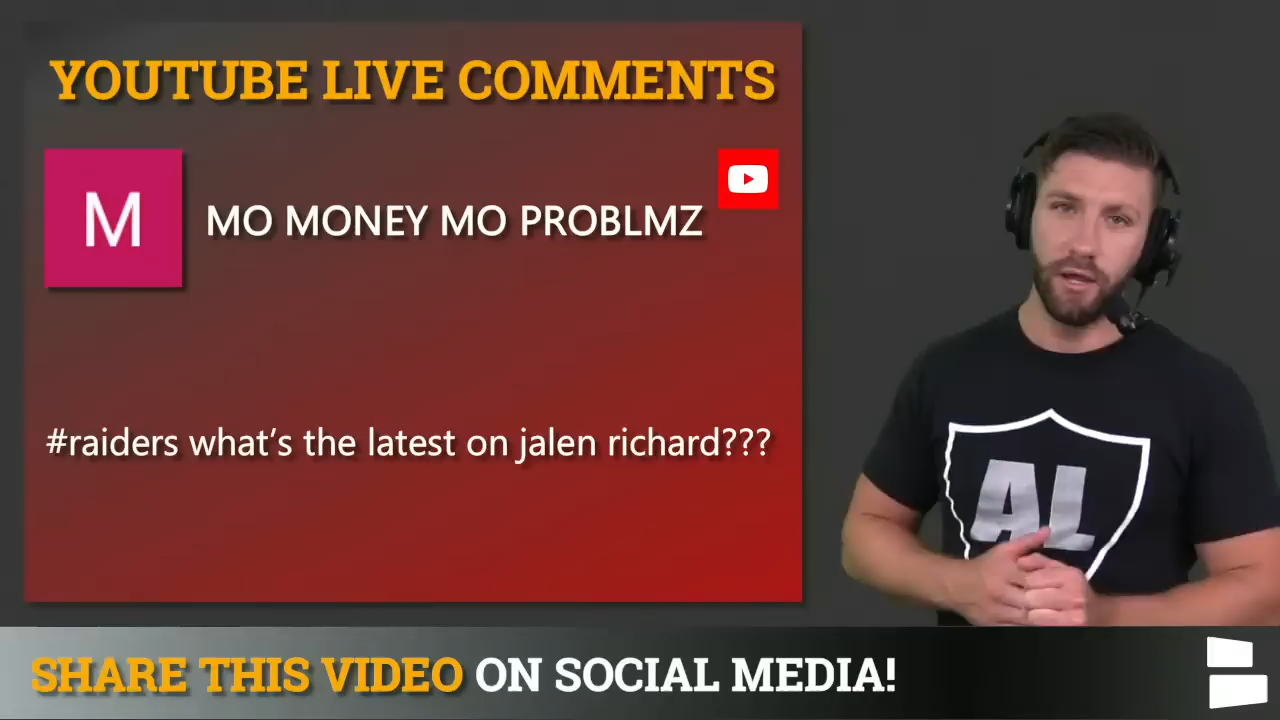 YOUTUBE LIVE COMMENTS
M
MO MONEY MO PROBLMZ
#raiders what's the latest on jalen richard???
AL
SHARE THIS VIDEO ON SOCIAL MEDIA!